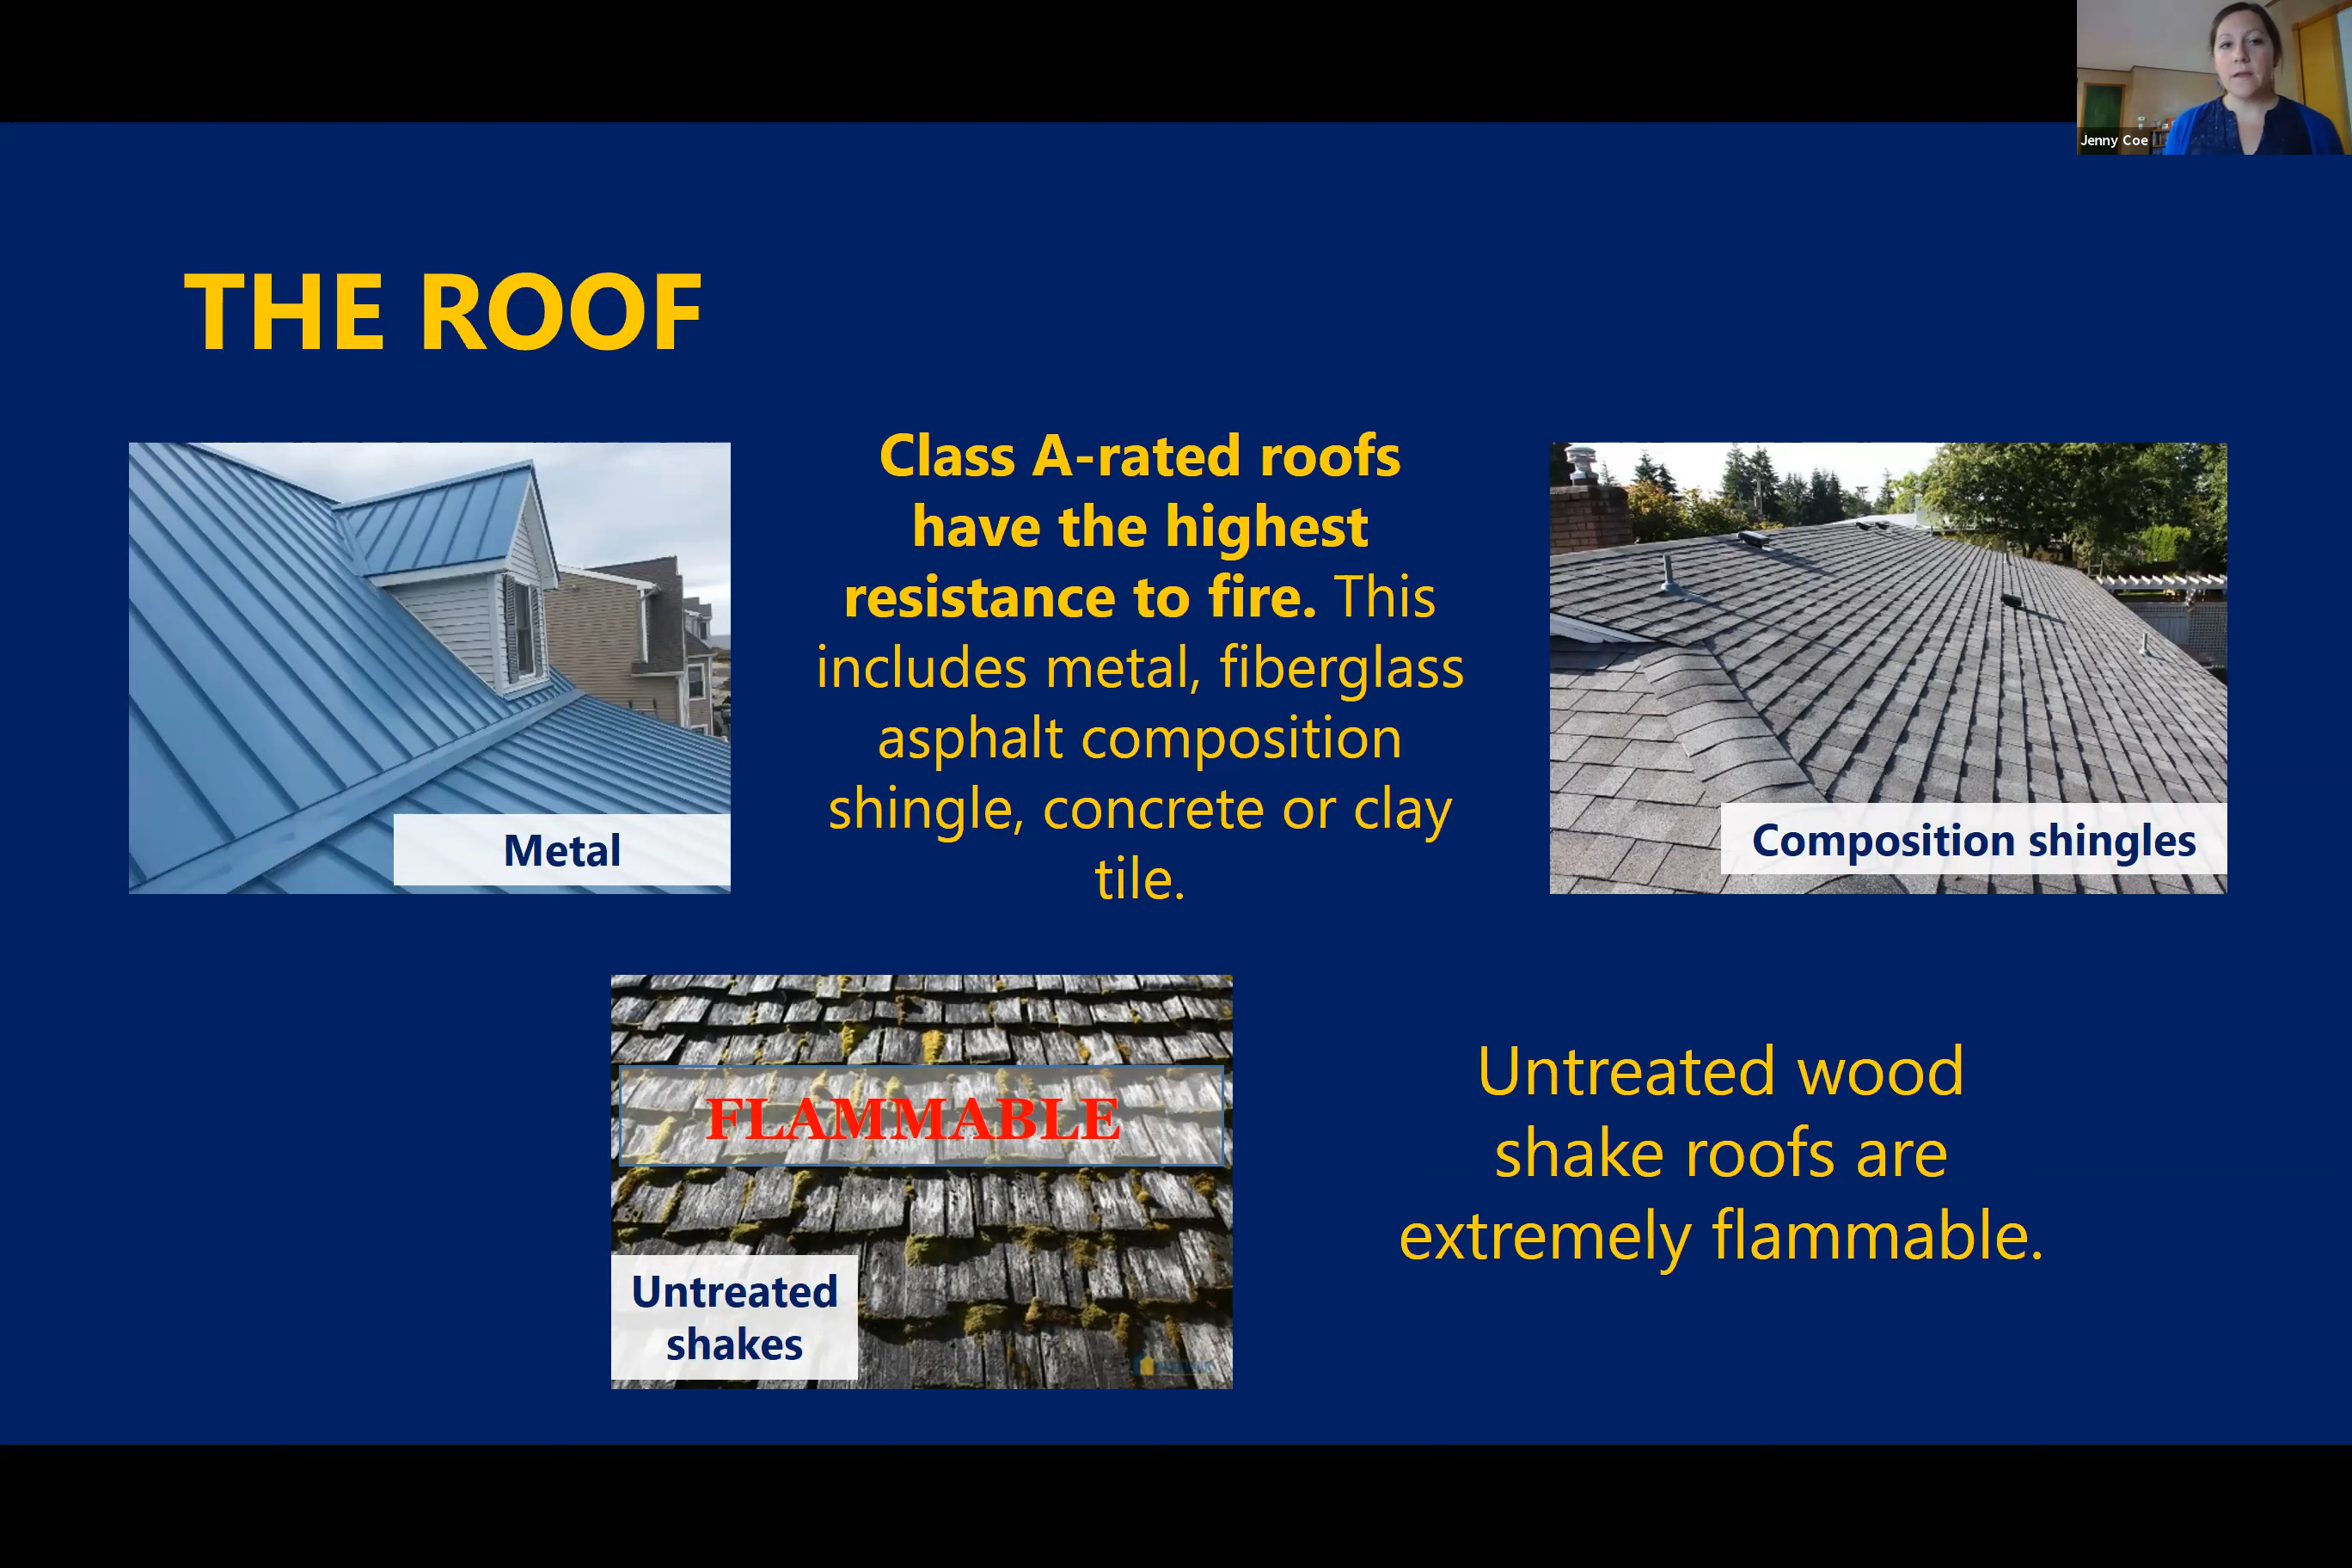 Jenny Coe
THE ROOF
Class A-rated roofs
have the highest
resistance to fire. This
includes metal, fiberglass
asphalt composition
shingle, concrete or clay
tile.
Metal
Composition shingles
FLAMMABLE
Untreated
shakes
Untreated wood
shake roofs are
extremely flammable.